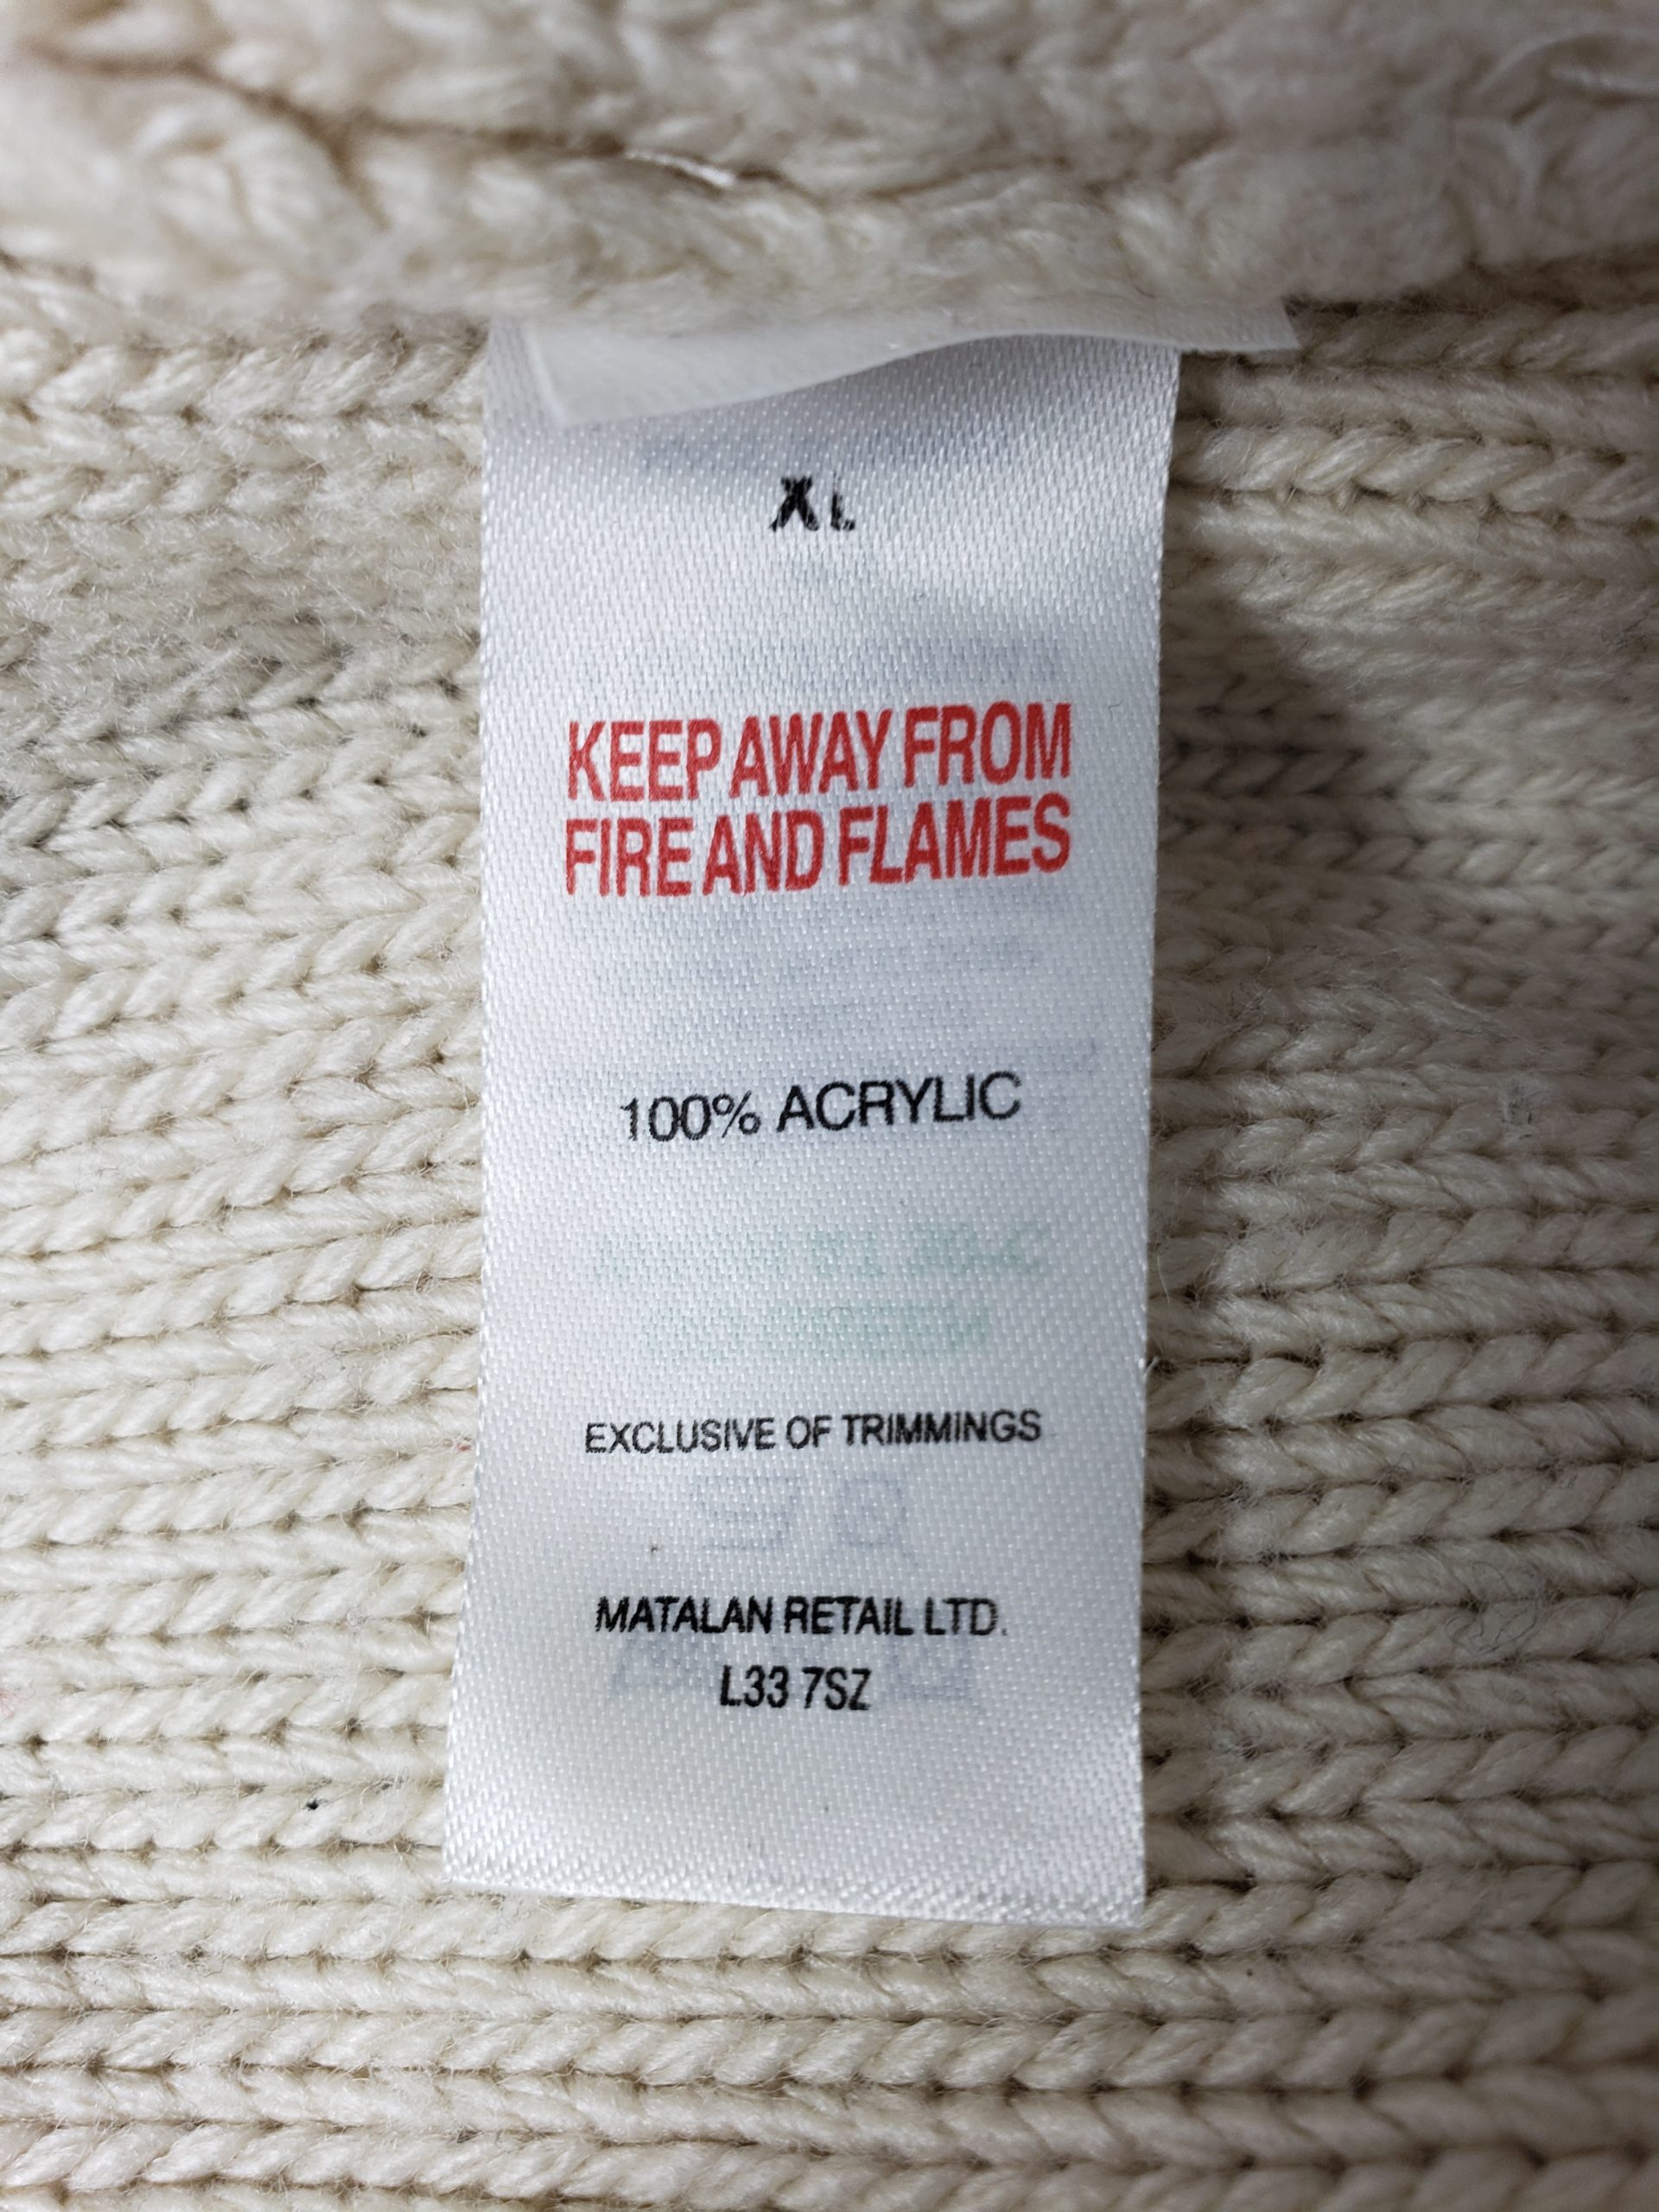 XL
KEEP AWAY FROM
FIRE AND FLAMES
100% ACRYLIC
EXCLUSIVE OF TRIMMINGS
MATALAN RETAIL LTD.
L33 7SZ